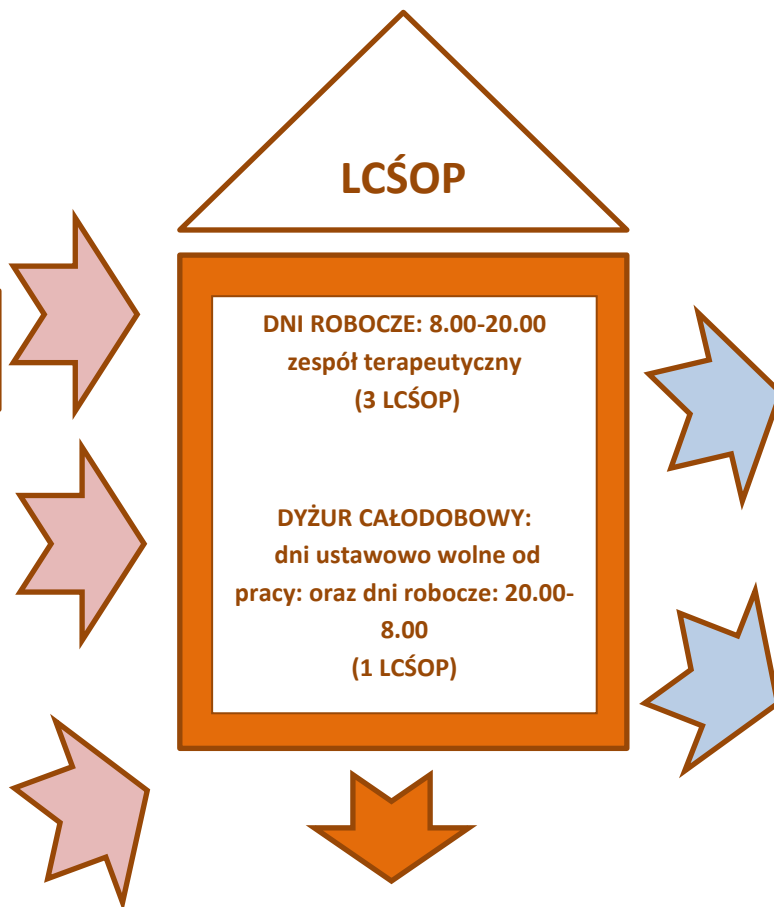 LCŚOP
DNI ROBOCZE: 8.00-20.00
zespół terapeutyczny
(3 LCŚOP)
DYŻUR CAŁODOBOWY:
dni ustawowo wolne od
pracy: oraz dni robocze: 20.00-
8.00
(1 LCŚOP)